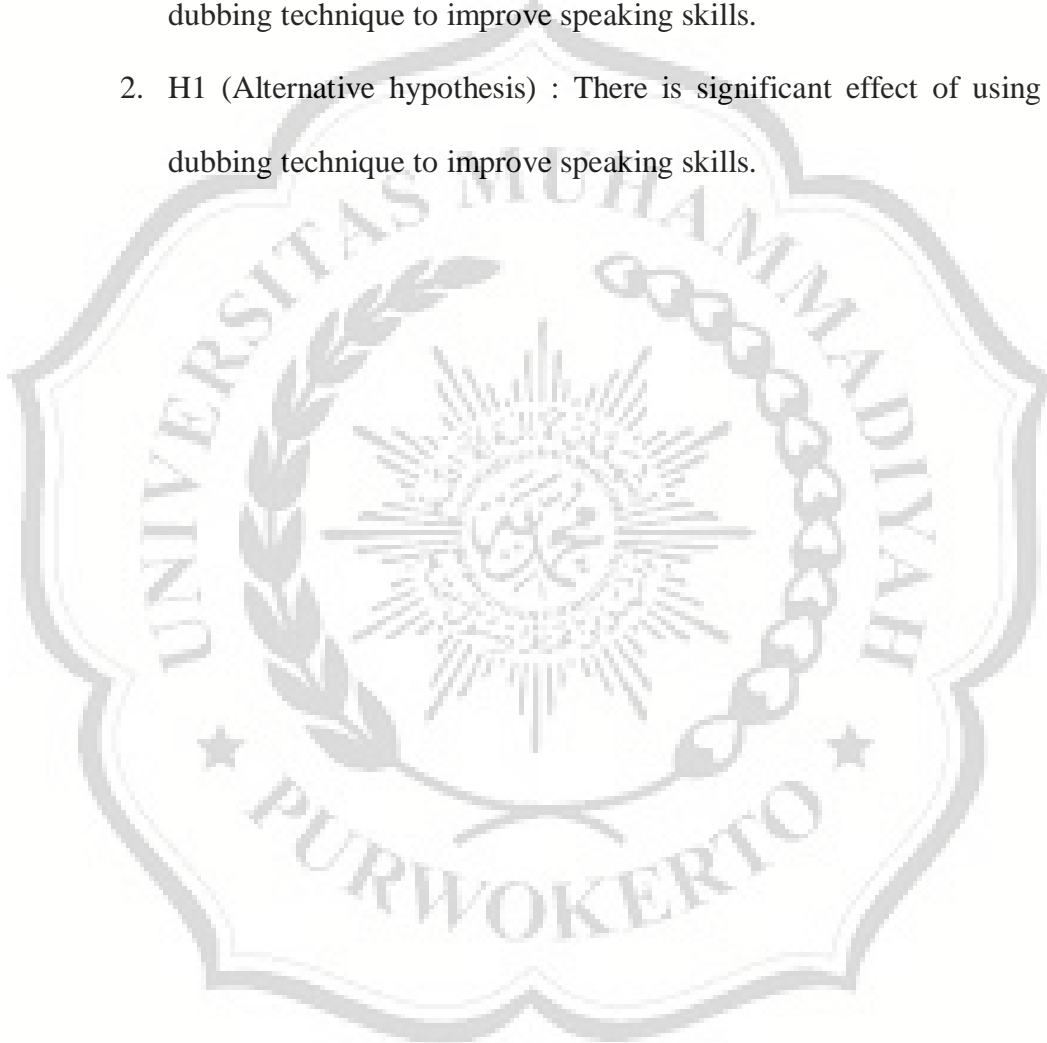 dubbing technique to improve speaking skills.
2. H1 (Alternative hypothesis) : There is significant effect of using
dubbing technique to improve speaking skills.
UNIVERSITAS MUHAMMADIYAH
★ PURWOKERTO ★